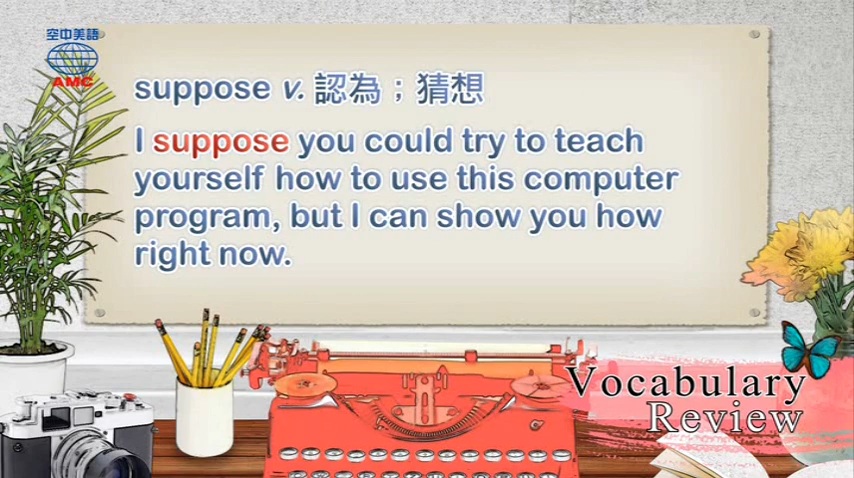 空中美語
AMC
suppose v. 認為；猜想
I suppose you could try to teach
yourself how to use this computer
program, but I can show you how
right now.
Vocabulary
Review